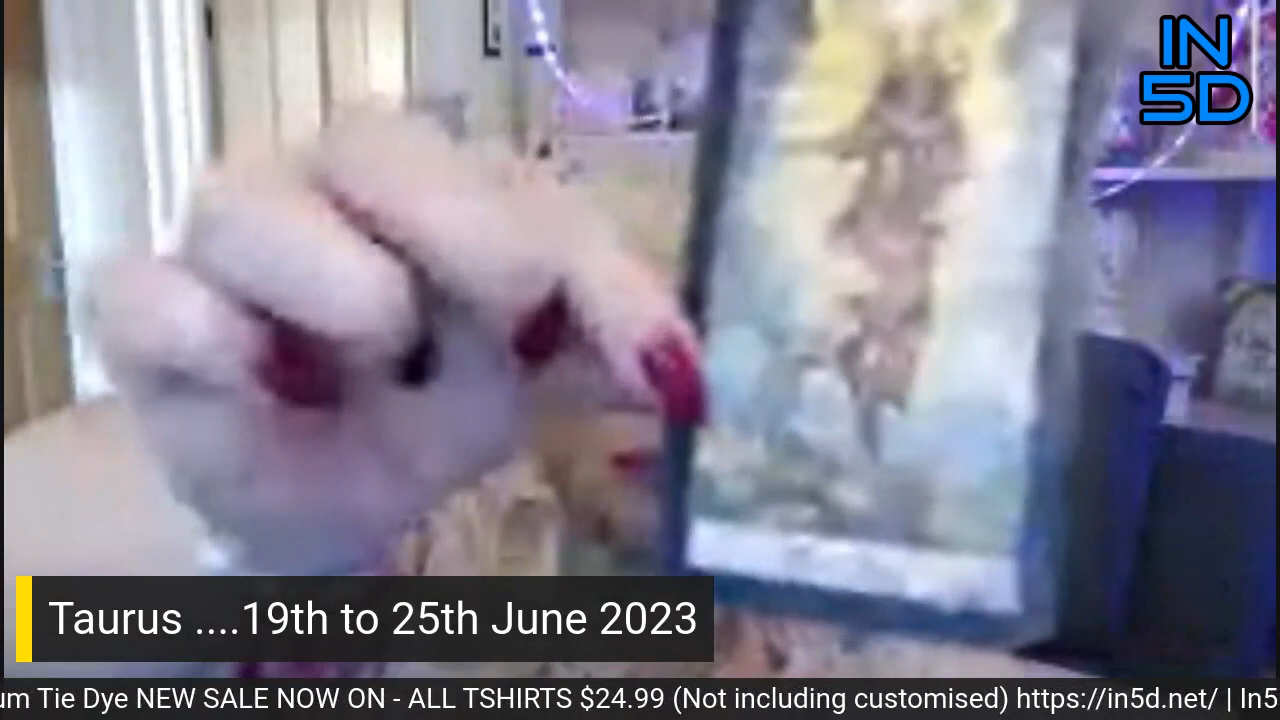 IN
5D
Taurus ....19th to 25th June 2023
um Tie Dye NEW SALE NOW ON - ALL TSHIRTS $24.99 (Not including customised) https://in5d.net/ | In5